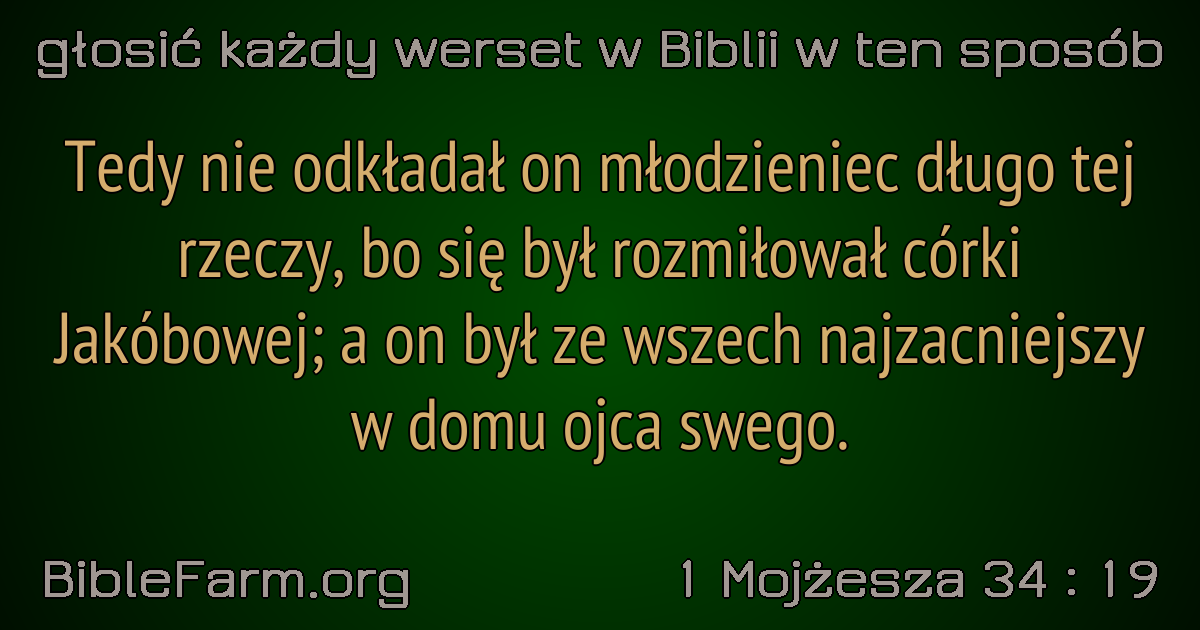 głosić każdy werset w Biblii w ten sposób
Tedy nie odkładał on młodzieniec długo tej
rzeczy, bo się był rozmiłował córki
Jakóbowej; a on był ze wszech najzacniejszy
w domu ojca swego.
BibleFarm.org 1 Mojżesza 34 : 19